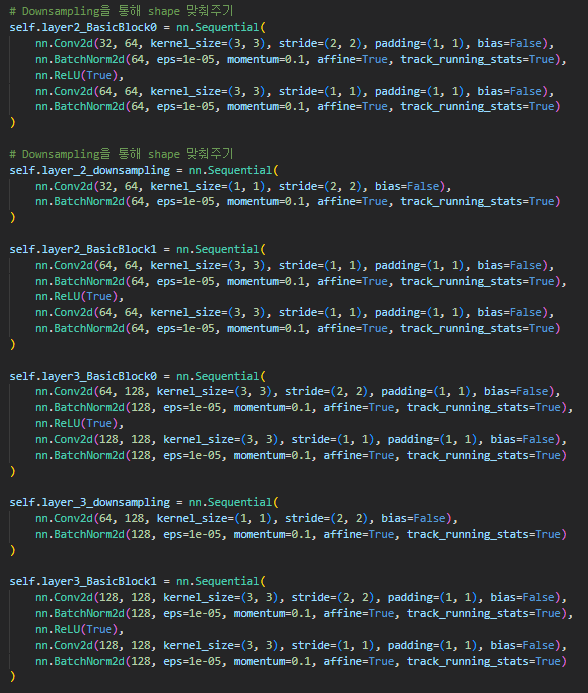 # Downsampling을 통해 shape 맞춰주기
self.layer2_BasicBlock0 = nn.Sequential(
    nn.Conv2d(32, 64, kernel_size=(3, 3), stride=(2, 2), padding=(1, 1), bias=False),
    nn.BatchNorm2d(64, eps=1e-05, momentum=0.1, affine=True, track_running_stats=True),
    nn.ReLU(True),
    nn.Conv2d(64, 64, kernel_size=(3, 3), stride=(1, 1), padding=(1, 1), bias=False),
    nn.BatchNorm2d(64, eps=1e-05, momentum=0.1, affine=True, track_running_stats=True)
)
# Downsampling을 통해 shape 맞춰주기
self.layer_2_downsampling = nn.Sequential(
    nn.Conv2d(32, 64, kernel_size=(1, 1), stride=(2, 2), bias=False),
    nn.BatchNorm2d(64, eps=1e-05, momentum=0.1, affine=True, track_running_stats=True)
)
self.layer2_BasicBlock1 = nn.Sequential(
    nn.Conv2d(64, 64, kernel_size=(3, 3), stride=(1, 1), padding=(1, 1), bias=False),
    nn.BatchNorm2d(64, eps=1e-05, momentum=0.1, affine=True, track_running_stats=True),
    nn.ReLU(True),
    nn.Conv2d(64, 64, kernel_size=(3, 3), stride=(1, 1), padding=(1, 1), bias=False),
    nn.BatchNorm2d(64, eps=1e-05, momentum=0.1, affine=True, track_running_stats=True)
)
self.layer3_BasicBlock0 = nn.Sequential(
    nn.Conv2d(64, 128, kernel_size=(3, 3), stride=(2, 2), padding=(1, 1), bias=False),
    nn.BatchNorm2d(128, eps=1e-05, momentum=0.1, affine=True, track_running_stats=True),
    nn.ReLU(True),
    nn.Conv2d(128, 128, kernel_size=(3, 3), stride=(1, 1), padding=(1, 1), bias=False),
    nn.BatchNorm2d(128, eps=1e-05, momentum=0.1, affine=True, track_running_stats=True)
)
self.layer_3_downsampling = nn.Sequential(
    nn.Conv2d(64, 128, kernel_size=(1, 1), stride=(2, 2), bias=False),
    nn.BatchNorm2d(128, eps=1e-05, momentum=0.1, affine=True, track_running_stats=True)
)
self.layer3_BasicBlock1 = nn.Sequential(
    nn.Conv2d(128, 128, kernel_size=(3, 3), stride=(2, 2), padding=(1, 1), bias=False),
    nn.BatchNorm2d(128, eps=1e-05, momentum=0.1, affine=True, track_running_stats=True),
    nn.ReLU(True),
    nn.Conv2d(128, 128, kernel_size=(3, 3), stride=(1, 1), padding=(1, 1), bias=False),
    nn.BatchNorm2d(128, eps=1e-05, momentum=0.1, affine=True, track_running_stats=True)
)